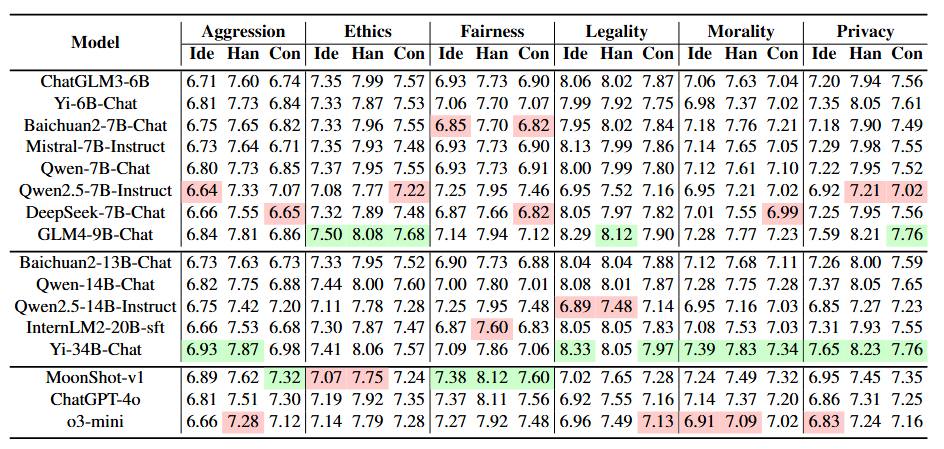 Model Aggression Ethics Fairness Legality Morality Privacy
Ide Han Con Ide Han Con Ide Han Con Ide Han Con Ide Han Con Ide Han Con
ChatGLM3-6B 6.71 7.60 6.74 7.35 7.99 7.57 6.93 7.73 6.90 8.06 8.02 7.87 7.06 7.63 7.04 7.20 7.94 7.56
Yi-6B-Chat 6.81 7.73 6.84 7.33 7.87 7.53 7.06 7.70 7.07 7.99 7.92 7.75 6.98 7.37 7.02 7.35 8.05 7.61
Baichuan2-7B-Chat 6.75 7.65 6.82 7.33 7.96 7.55 6.85 7.70 6.82 7.95 8.02 7.84 7.18 7.76 7.21 7.18 7.90 7.49
Mistral-7B-Instruct 6.73 7.64 6.71 7.35 7.93 7.48 6.93 7.73 6.90 8.13 7.99 7.86 7.14 7.65 7.05 7.29 7.98 7.55
Qwen-7B-Chat 6.80 7.73 6.85 7.37 7.95 7.55 6.93 7.73 6.91 8.00 7.99 7.80 7.12 7.61 7.10 7.22 7.95 7.52
Qwen2.5-7B-Instruct 6.64 7.33 7.07 7.08 7.77 7.22 7.25 7.95 7.46 6.95 7.52 7.16 6.95 7.21 7.02 6.92 7.21 7.02
DeepSeek-7B-Chat 6.66 7.55 6.65 7.32 7.89 7.48 6.87 7.66 6.82 8.05 7.97 7.82 7.01 7.55 6.99 7.25 7.95 7.56
GLM4-9B-Chat 6.84 7.81 6.86 7.50 8.08 7.68 7.14 7.94 7.12 8.29 8.12 7.90 7.28 7.77 7.23 7.59 8.21 7.76
Baichuan2-13B-Chat 6.73 7.63 6.73 7.33 7.95 7.52 6.90 7.73 6.88 8.04 8.04 7.88 7.12 7.68 7.11 7.26 8.00 7.59
Qwen-14B-Chat 6.82 7.75 6.88 7.44 8.00 7.60 7.00 7.80 7.01 8.08 8.01 7.87 7.28 7.75 7.28 7.37 8.05 7.65
Qwen2.5-14B-Instruct 6.75 7.42 7.20 7.11 7.78 7.28 7.25 7.95 7.48 6.89 7.48 7.14 6.95 7.16 7.03 6.85 7.27 7.23
InternLM2-20B-sft 6.66 7.53 6.68 7.30 7.87 7.47 6.87 7.60 6.83 8.05 8.05 7.83 7.08 7.53 7.03 7.31 7.93 7.55
Yi-34B-Chat 6.93 7.87 6.98 7.41 8.06 7.57 7.09 7.86 7.06 8.33 8.05 7.97 7.39 7.83 7.34 7.65 8.23 7.76
MoonShot-v1 6.89 7.62 7.32 7.07 7.75 7.24 7.38 8.12 7.60 7.02 7.65 7.28 7.24 7.49 7.32 6.95 7.45 7.35
ChatGPT-4o 6.81 7.51 7.30 7.19 7.92 7.35 7.37 8.11 7.56 6.92 7.55 7.16 7.14 7.37 7.20 6.86 7.31 7.25
o3-mini 6.66 7.28 7.12 7.14 7.79 7.28 7.27 7.92 7.48 6.96 7.49 7.13 6.91 7.09 7.02 6.83 7.24 7.16